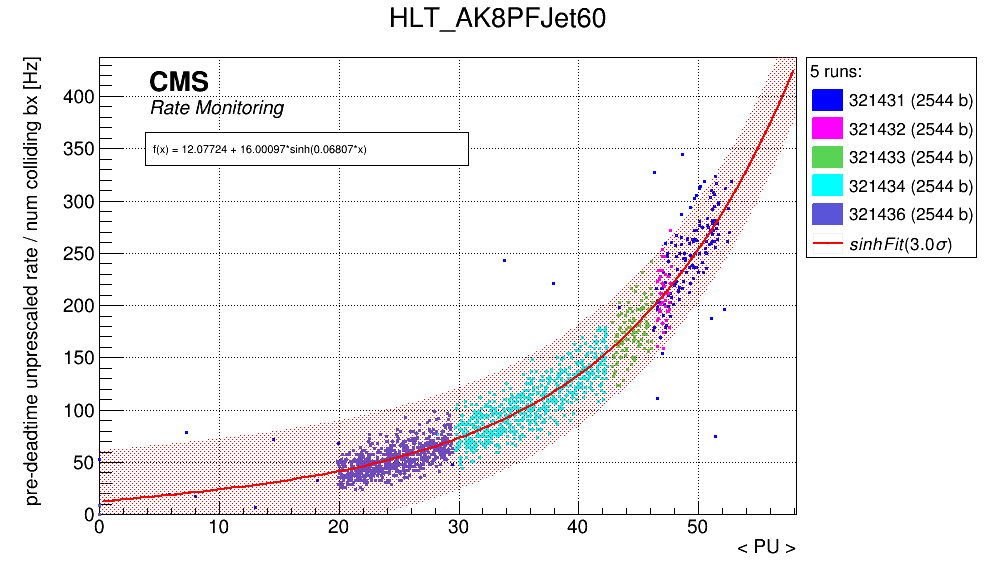 HLT_AK8PFJet60
pre-deadtime unprescaled rate / num colliding bx [Hz]
CMS
Rate Monitoring
f(x) = 12.07724 + 16.00097*sinh(0.06807*x)
400
350
300
250
200
150
100
50
0
0 10 20 30 40 50
< PU >
5 runs:
321431 (2544 b)
321432 (2544 b)
321433 (2544 b)
321434 (2544 b)
321436 (2544 b)
sinhFit(3.0σ)